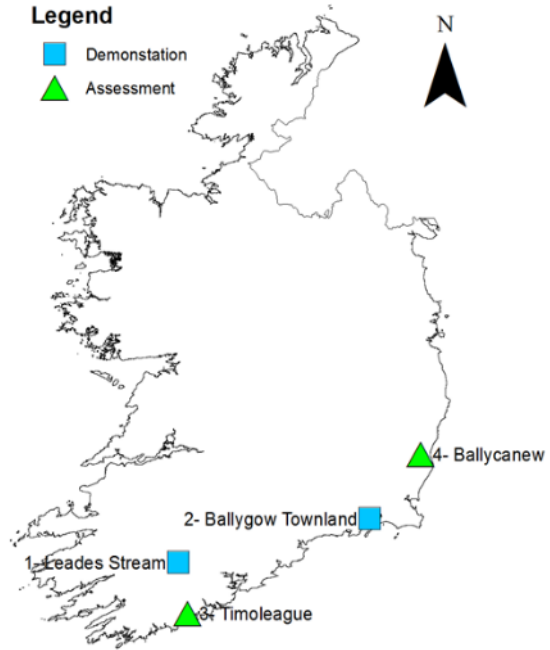 Legend
Demonstation
Assessment
N
4- Ballycanew
2- Ballygow Townland
1- Leades Stream
3- Timoleague